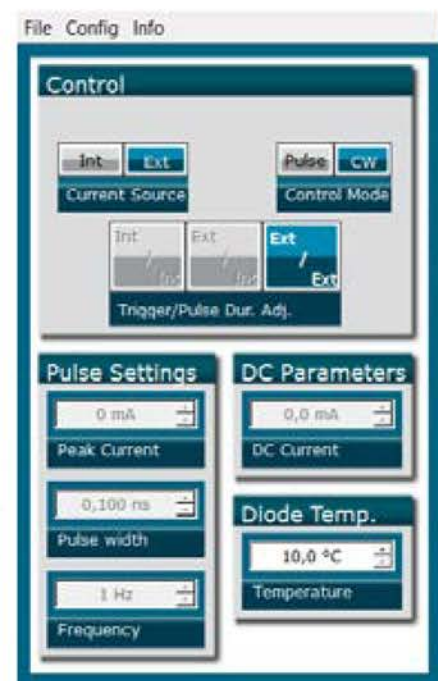 File Config Info
Control
Int Ext
Pulse CW
Current Source
Control Mode
Int / Int
Ext / Int
Ext / Ext
Trigger/Pulse Dur. Adj.
Pulse Settings
0 mA
Peak Current
0,100 ns
Pulse width
1 Hz
Frequency
DC Parameters
0,0 mA
DC Current
Diode Temp.
10,0 °C
Temperature